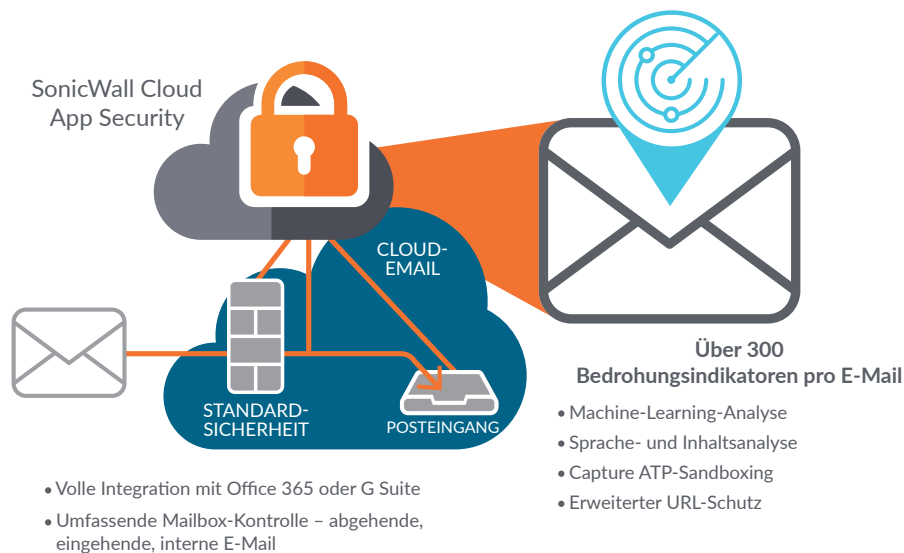 SonicWall Cloud
App Security
CLOUD-
EMAIL
STANDARD-
SICHERHEIT
POSTEINGANG
• Volle Integration mit Office 365 oder G Suite
• Umfassende Mailbox-Kontrolle – abgehende,
eingehende, interne E-Mail
Über 300
Bedrohungsindikatoren pro E-Mail
• Machine-Learning-Analyse
• Sprache- und Inhaltsanalyse
• Capture ATP-Sandboxing
• Erweiterter URL-Schutz